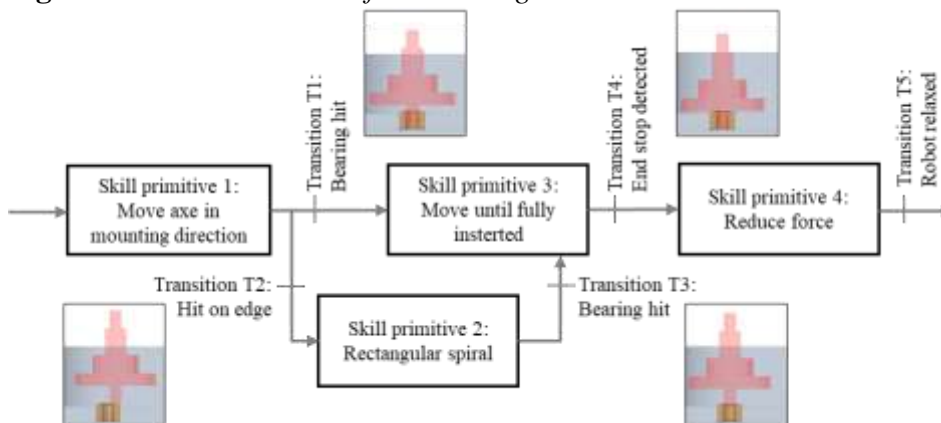 Transition T1:
Bearing hit
Transition T4:
End stop detected
Transition T5:
Robot relaxed
Skill primitive 1:
Move axe in
mounting direction
Skill primitive 3:
Move until fully
insterted
Skill primitive 4:
Reduce force
Transition T2:
Hit on edge
Transition T3:
Bearing hit
Skill primitive 2:
Rectangular spiral